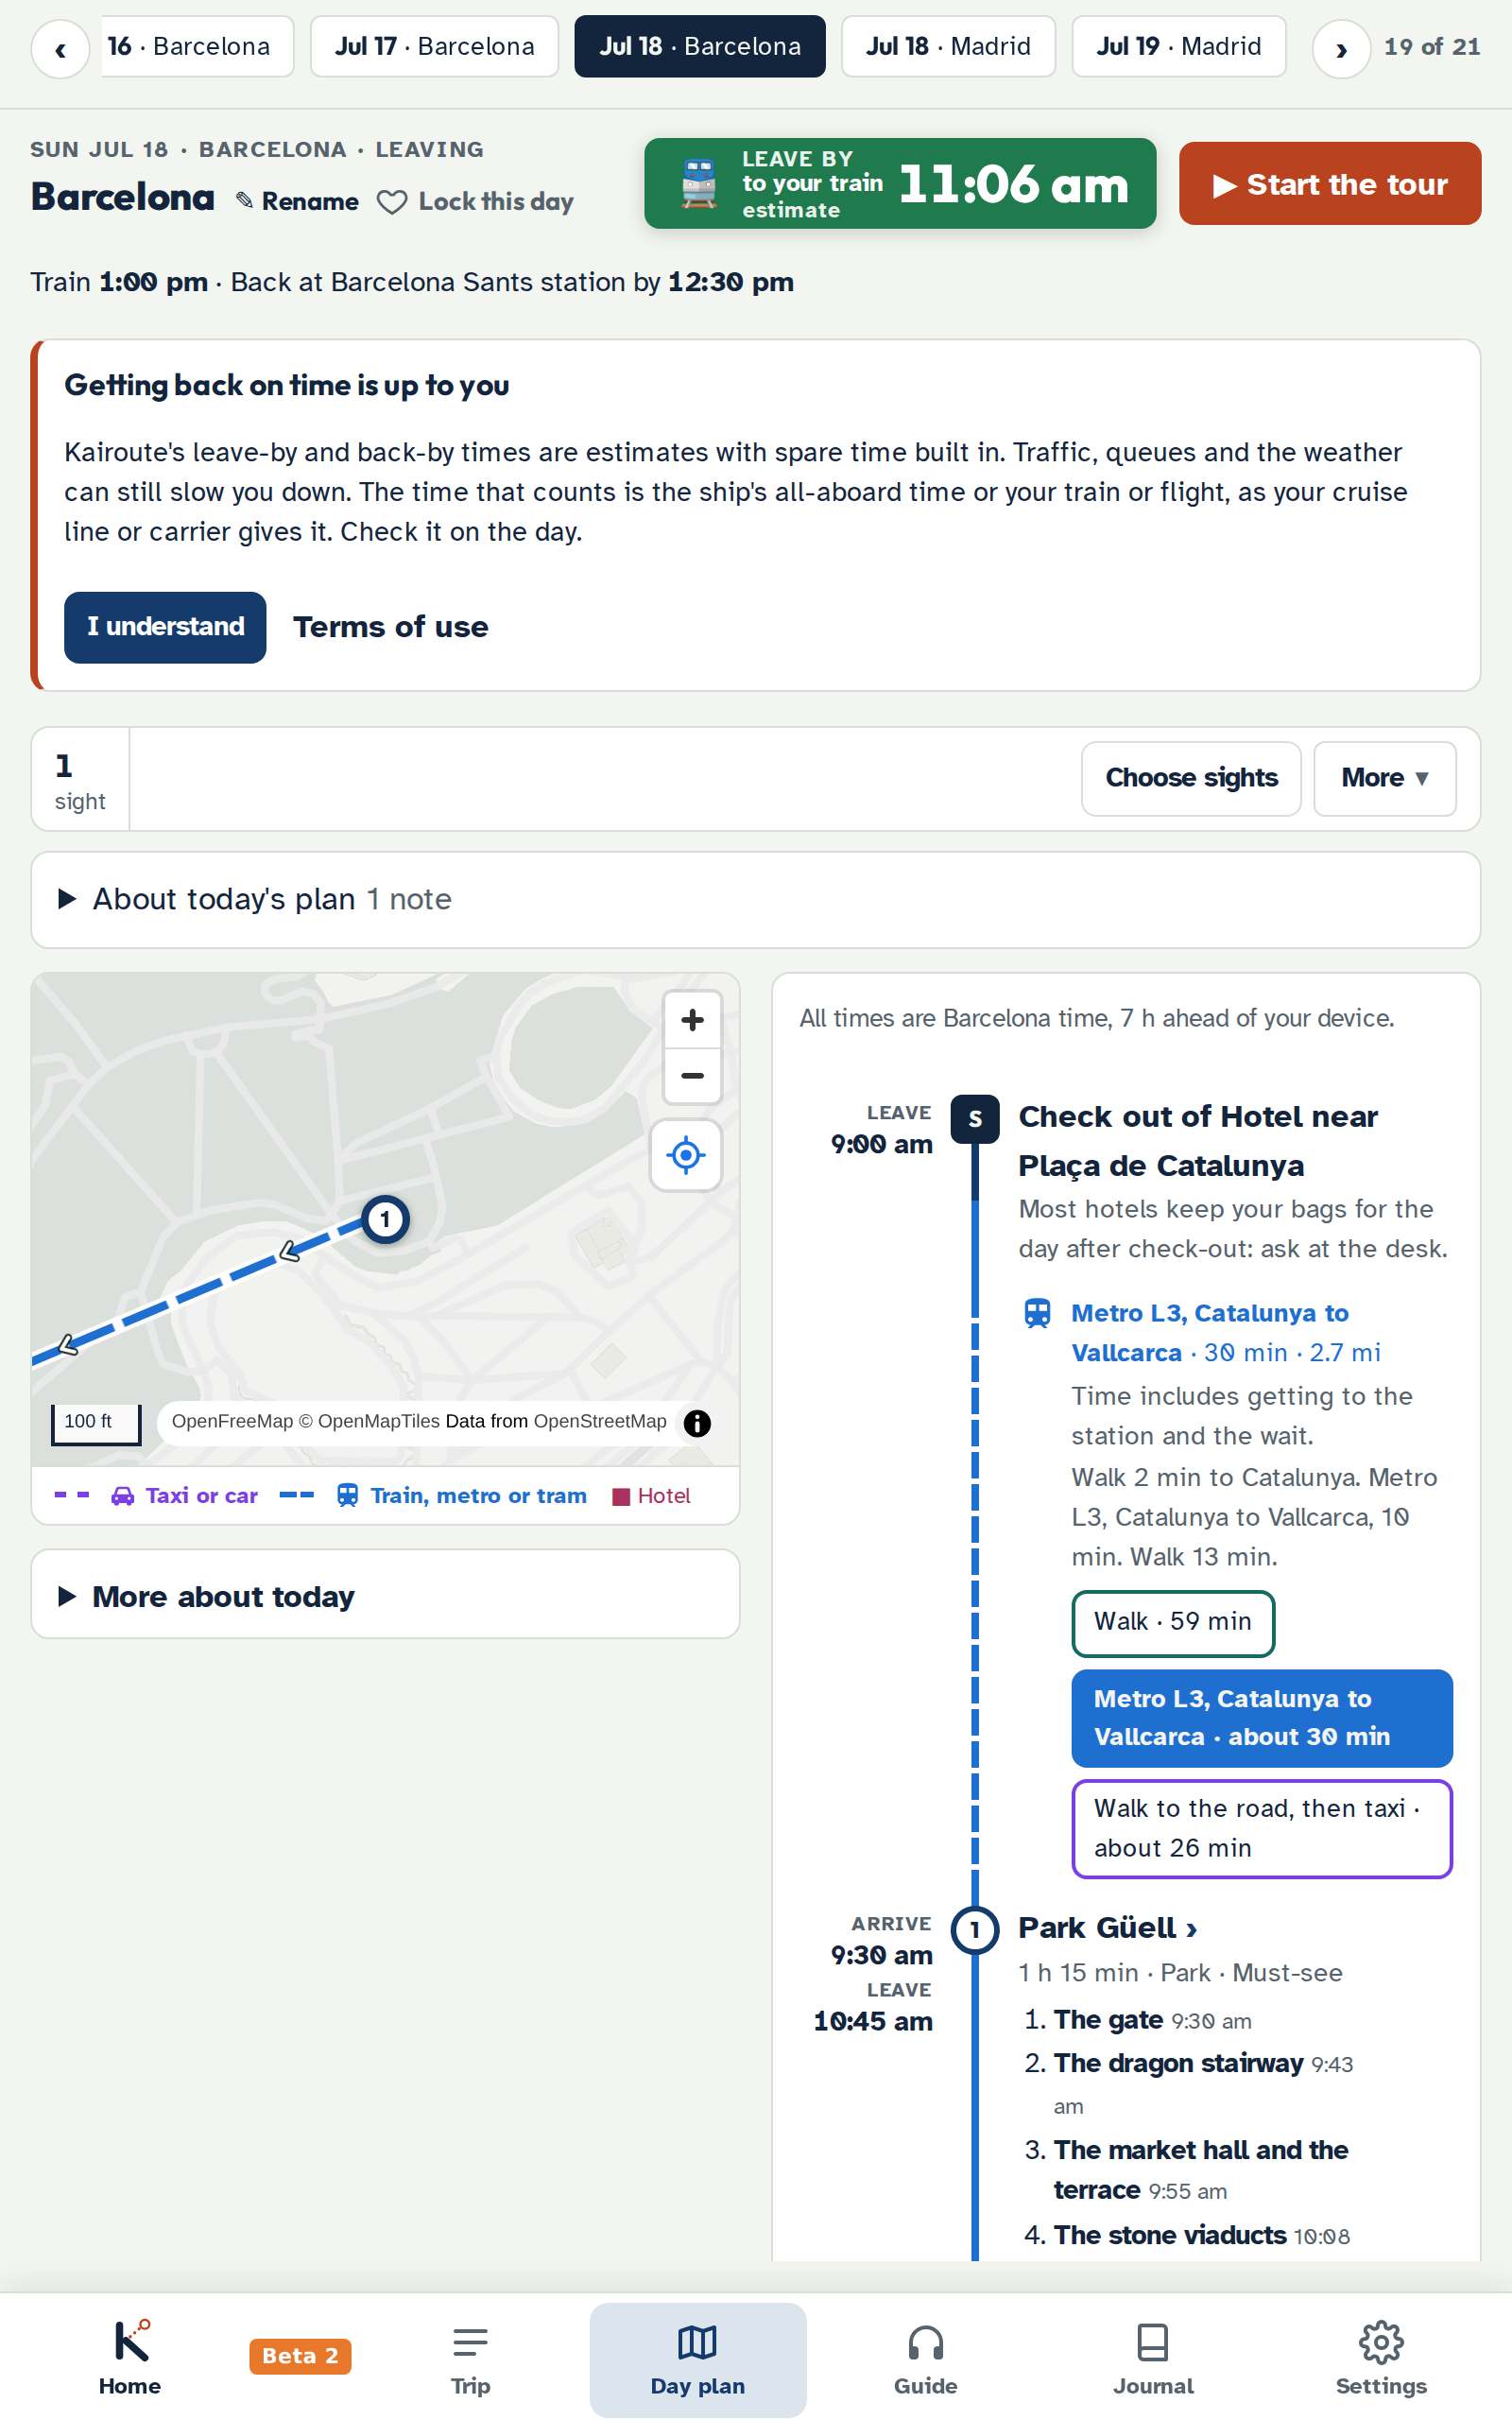 ‹
16 · Barcelona
Jul 17 · Barcelona
Jul 18 · Barcelona
Jul 18 · Madrid
Jul 19 · Madrid
›
19 of 21
SUN JUL 18 · BARCELONA · LEAVING
Barcelona
✎ Rename
Lock this day
LEAVE BY
to your train
estimate
11:06 am
▶ Start the tour
Train 1:00 pm · Back at Barcelona Sants station by 12:30 pm
Getting back on time is up to you
Kairoute's leave-by and back-by times are estimates with spare time built in. Traffic, queues and the weather
can still slow you down. The time that counts is the ship's all-aboard time or your train or flight, as your cruise
line or carrier gives it. Check it on the day.
I understand
Terms of use
1
sight
Choose sights
More ▼
▶ About today's plan 1 note
1
100 ft
OpenFreeMap © OpenMapTiles Data from OpenStreetMap
Taxi or car
Train, metro or tram
Hotel
▶ More about today
All times are Barcelona time, 7 h ahead of your device.
LEAVE
9:00 am
S
Check out of Hotel near
Plaça de Catalunya
Most hotels keep your bags for the
day after check-out: ask at the desk.
Metro L3, Catalunya to
Vallcarca · 30 min · 2.7 mi
Time includes getting to the
station and the wait.
Walk 2 min to Catalunya. Metro
L3, Catalunya to Vallcarca, 10
min. Walk 13 min.
Walk · 59 min
Metro L3, Catalunya to
Vallcarca · about 30 min
Walk to the road, then taxi ·
about 26 min
ARRIVE
9:30 am
LEAVE
10:45 am
1
Park Güell ›
1 h 15 min · Park · Must-see
1. The gate 9:30 am
2. The dragon stairway 9:43
am
3. The market hall and the
terrace 9:55 am
4. The stone viaducts 10:08
Home
Beta 2
Trip
Day plan
Guide
Journal
Settings